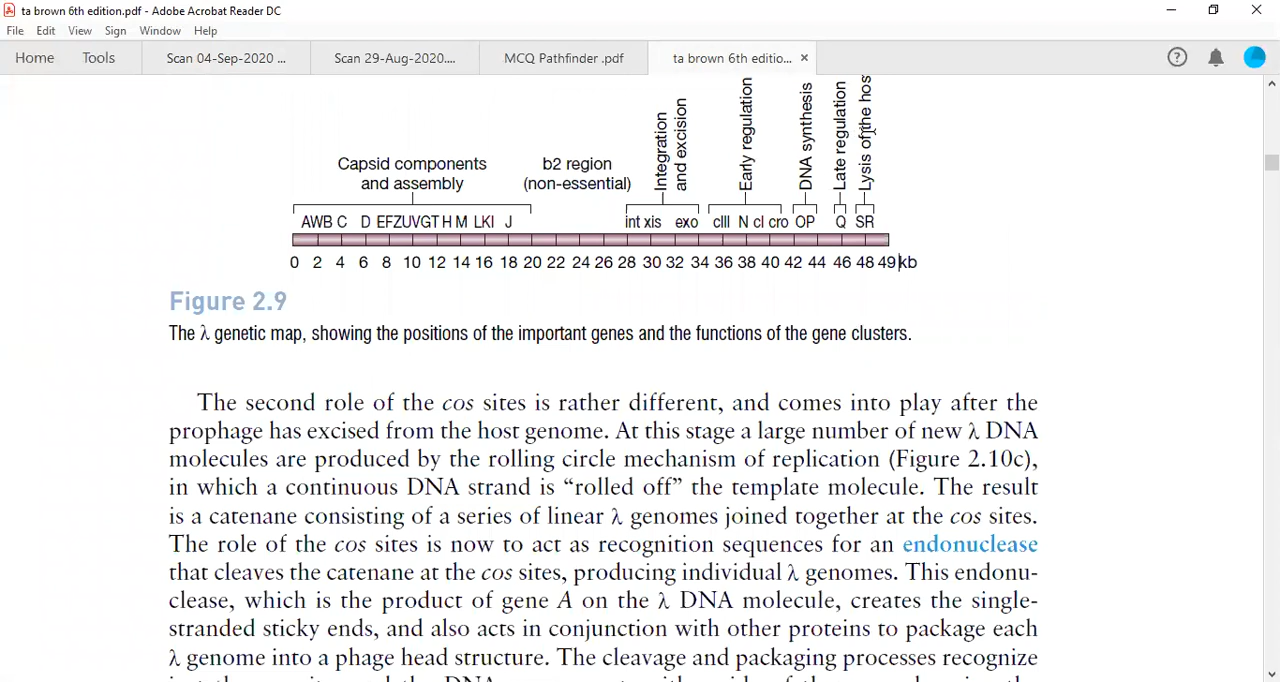 ta brown 6th edition.pdf - Adobe Acrobat Reader DC
File Edit View Sign Window Help
Home Tools Scan 04-Sep-2020 ... Scan 29-Aug-2020.... MCQ Pathfinder .pdf ta brown 6th editio... ×
Capsid components
and assembly
b2 region
(non-essential)
Integration
and excision
Early regulation
DNA synthesis
Late regulation
Lysis of the hos
AWB C D EFZUVGT H M LKI J int xis exo cIII N cI cro OP Q SR
0 2 4 6 8 10 12 14 16 18 20 22 24 26 28 30 32 34 36 38 40 42 44 46 48 49 kb
Figure 2.9
The λ genetic map, showing the positions of the important genes and the functions of the gene clusters.
The second role of the cos sites is rather different, and comes into play after the
prophage has excised from the host genome. At this stage a large number of new λ DNA
molecules are produced by the rolling circle mechanism of replication (Figure 2.10c),
in which a continuous DNA strand is “rolled off” the template molecule. The result
is a catenane consisting of a series of linear λ genomes joined together at the cos sites.
The role of the cos sites is now to act as recognition sequences for an endonuclease
that cleaves the catenane at the cos sites, producing individual λ genomes. This endonu-
clease, which is the product of gene A on the λ DNA molecule, creates the single-
stranded sticky ends, and also acts in conjunction with other proteins to package each
λ genome into a phage head structure. The cleavage and packaging processes recognize